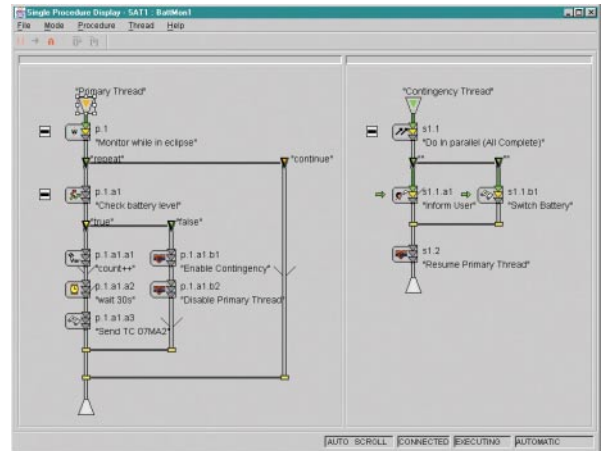 Single Procedure Display - SAT1 : BattMon1
File Mode Procedure Thread Help
"Primary Thread"
p.1
"Monitor while in eclipse"
"repeat"
"continue"
p.1.a1
"Check battery level"
"true"
"false"
p.1.a1.a1
"count++"
p.1.a1.b1
"Enable Contingency"
p.1.a1.a2
"wait 30s"
p.1.a1.b2
"Disable Primary Thread"
p.1.a1.a3
"Send TC 07MA2"
"Contingency Thread"
s1.1
"Do in parallel (All Complete)"
""
""
s1.1.a1
"Inform User"
s1.1.b1
"Switch Battery"
s1.2
"Resume Primary Thread"
AUTO SCROLL CONNECTED EXECUTING AUTOMATIC